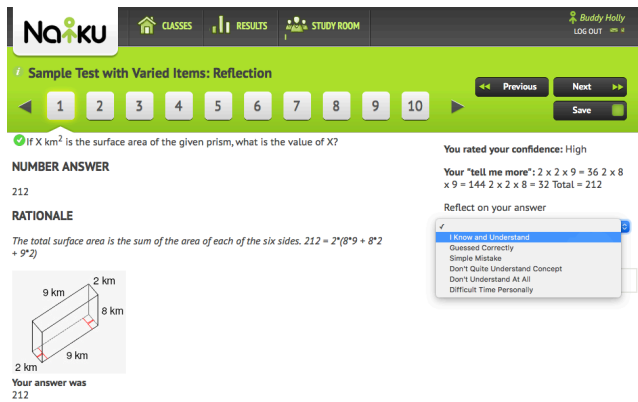 Naiku
CLASSES
RESULTS
STUDY ROOM
Buddy Holly
LOG OUT
i Sample Test with Varied Items: Reflection
Previous
Next
1 2 3 4 5 6 7 8 9 10
Save
If X km² is the surface area of the given prism, what is the value of X?
NUMBER ANSWER
212
RATIONALE
The total surface area is the sum of the area of each of the six sides. 212 = 2*(8*9 + 8*2
+ 9*2)
2 km
9 km
8 km
9 km
2 km
Your answer was
212
You rated your confidence: High
Your "tell me more": 2 x 2 x 9 = 36 2 x 8
x 9 = 144 2 x 2 x 8 = 32 Total = 212
Reflect on your answer
✓
I Know and Understand
Guessed Correctly
Simple Mistake
Don't Quite Understand Concept
Don't Understand At All
Difficult Time Personally